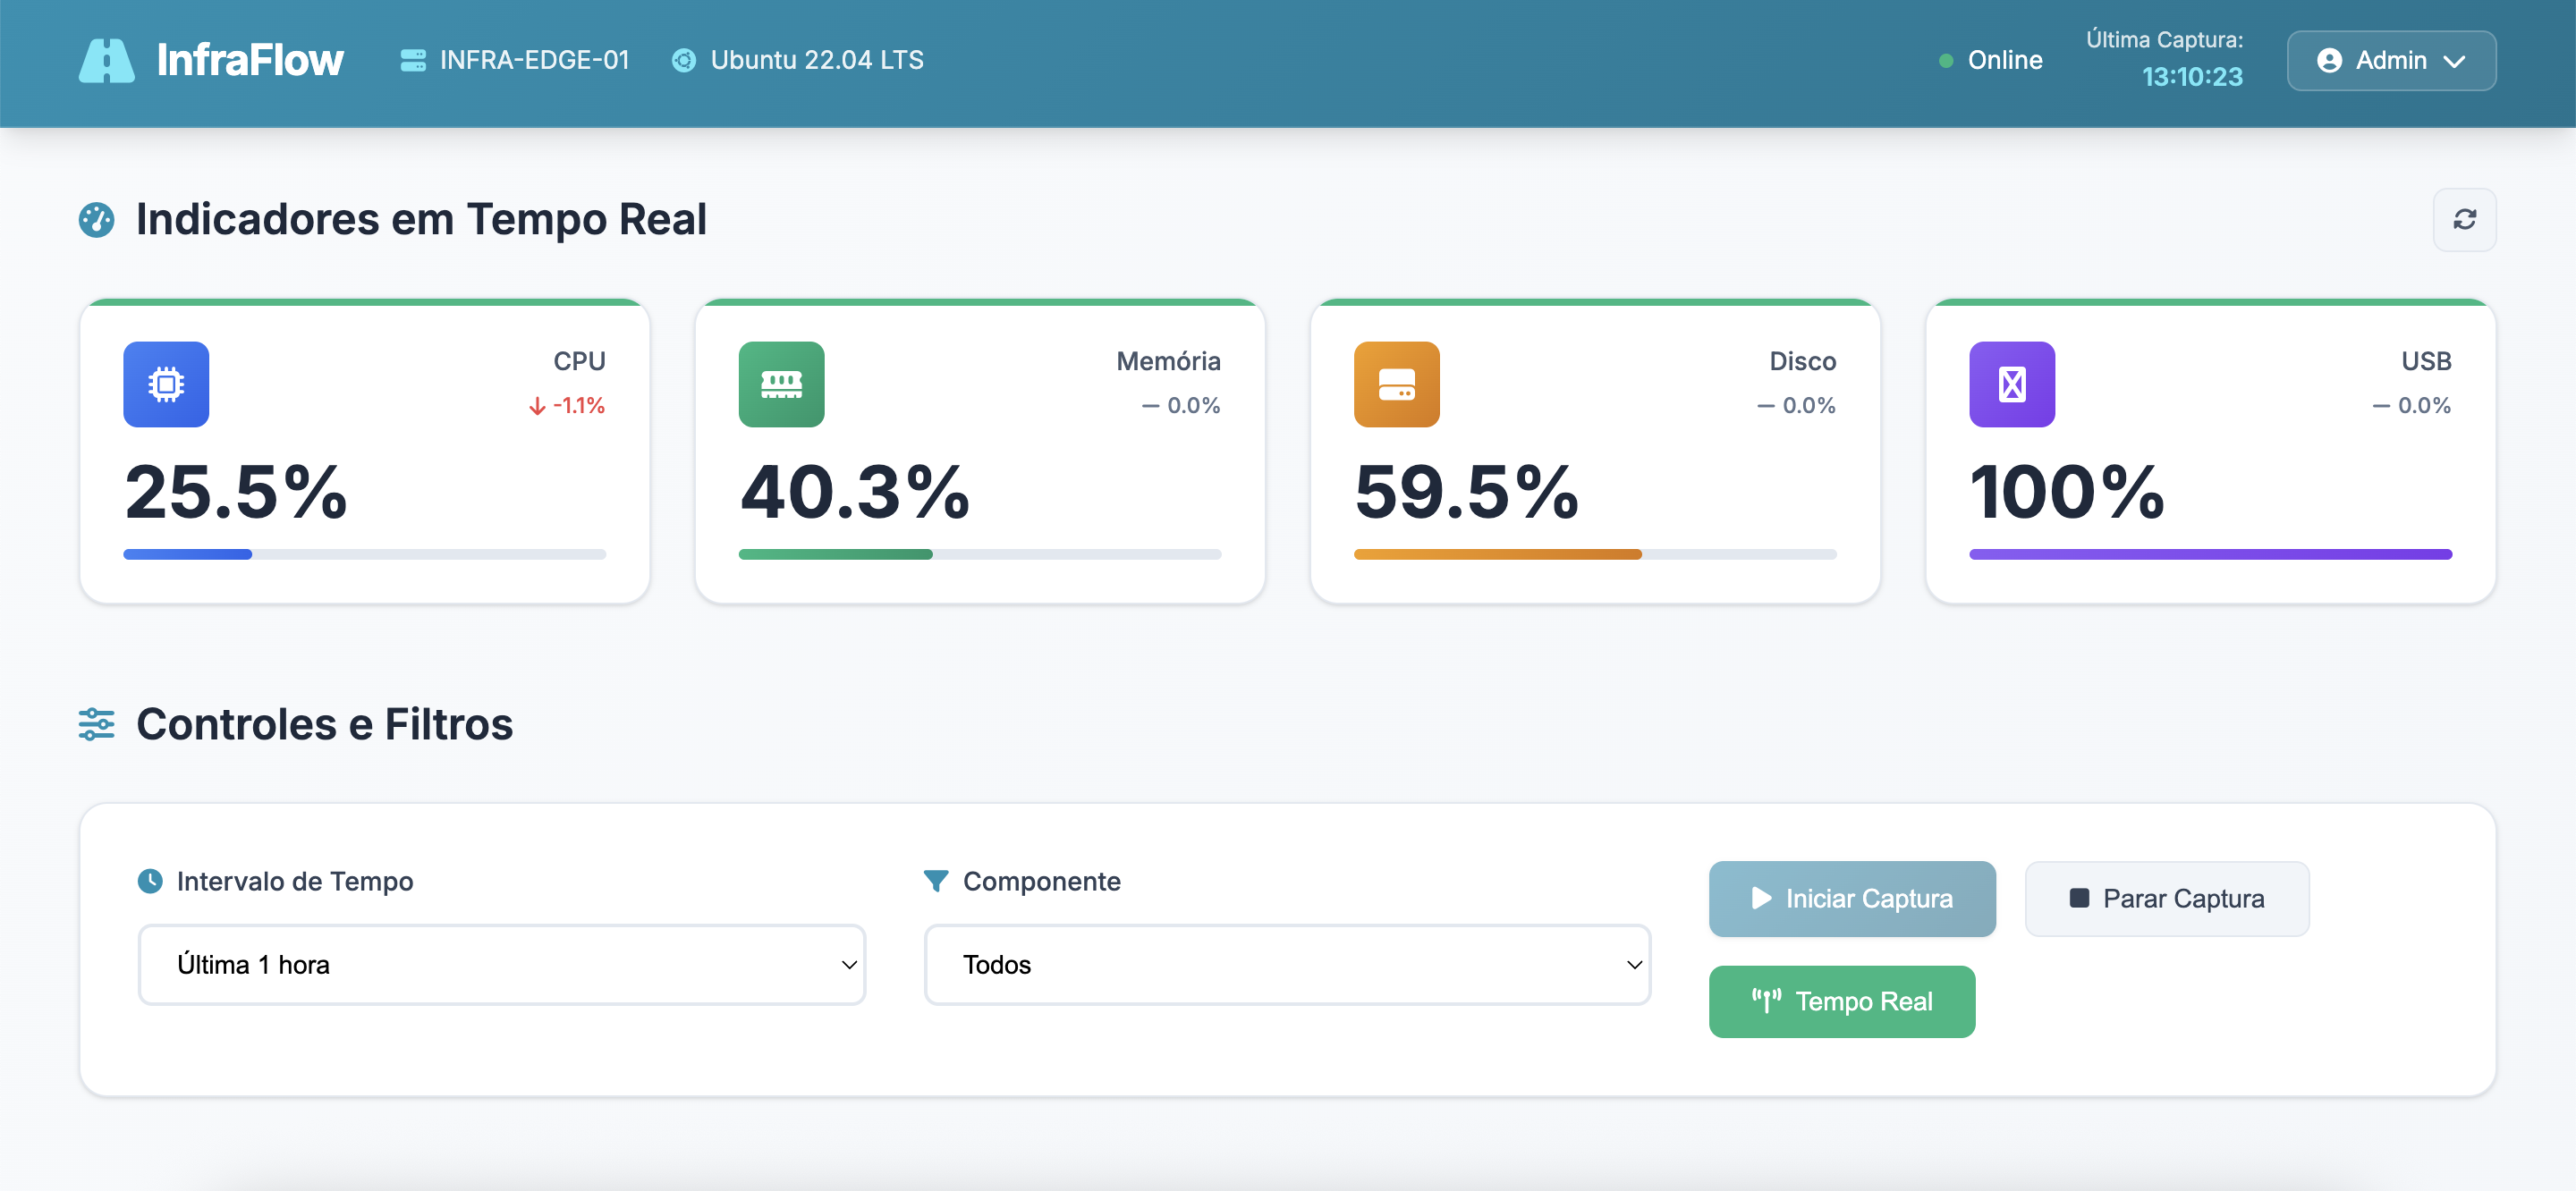 InfraFlow
INFRA-EDGE-01
Ubuntu 22.04 LTS
Online
Última Captura:
13:10:23
Admin
Indicadores em Tempo Real
CPU
-1.1%
25.5%
Memória
0.0%
40.3%
Disco
0.0%
59.5%
USB
0.0%
100%
Controles e Filtros
Intervalo de Tempo
Última 1 hora
Componente
Todos
Iniciar Captura
Parar Captura
Tempo Real